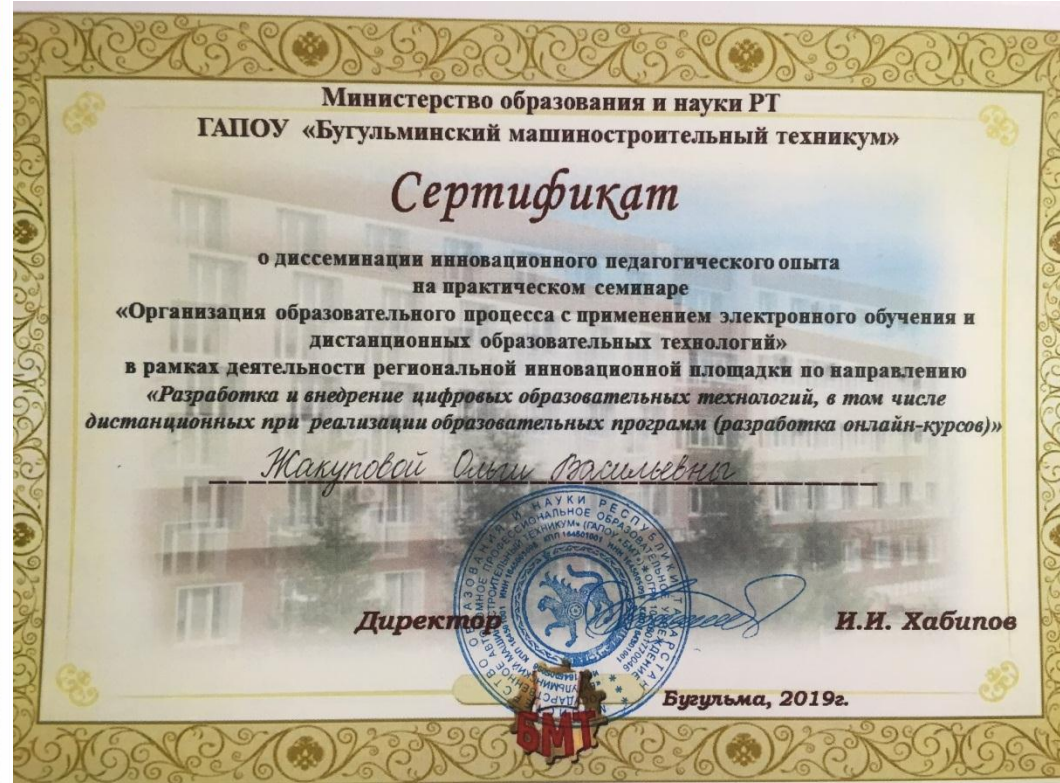 Министерство образования и науки РТ
ГАПОУ «Бугульминский машиностроительный техникум»
Сертификат
о диссеминации инновационного педагогического опыта
на практическом семинаре
«Организация образовательного процесса с применением электронного обучения и
дистанционных образовательных технологий»
в рамках деятельности региональной инновационной площадки по направлению
«Разработка и внедрение цифровых образовательных технологий, в том числе
дистанционных при реализации образовательных программ (разработка онлайн-курсов)»
Жакуповой Ольги Васильевны
Директор
И.И. Хабипов
Бугульма, 2019г.
БМТ